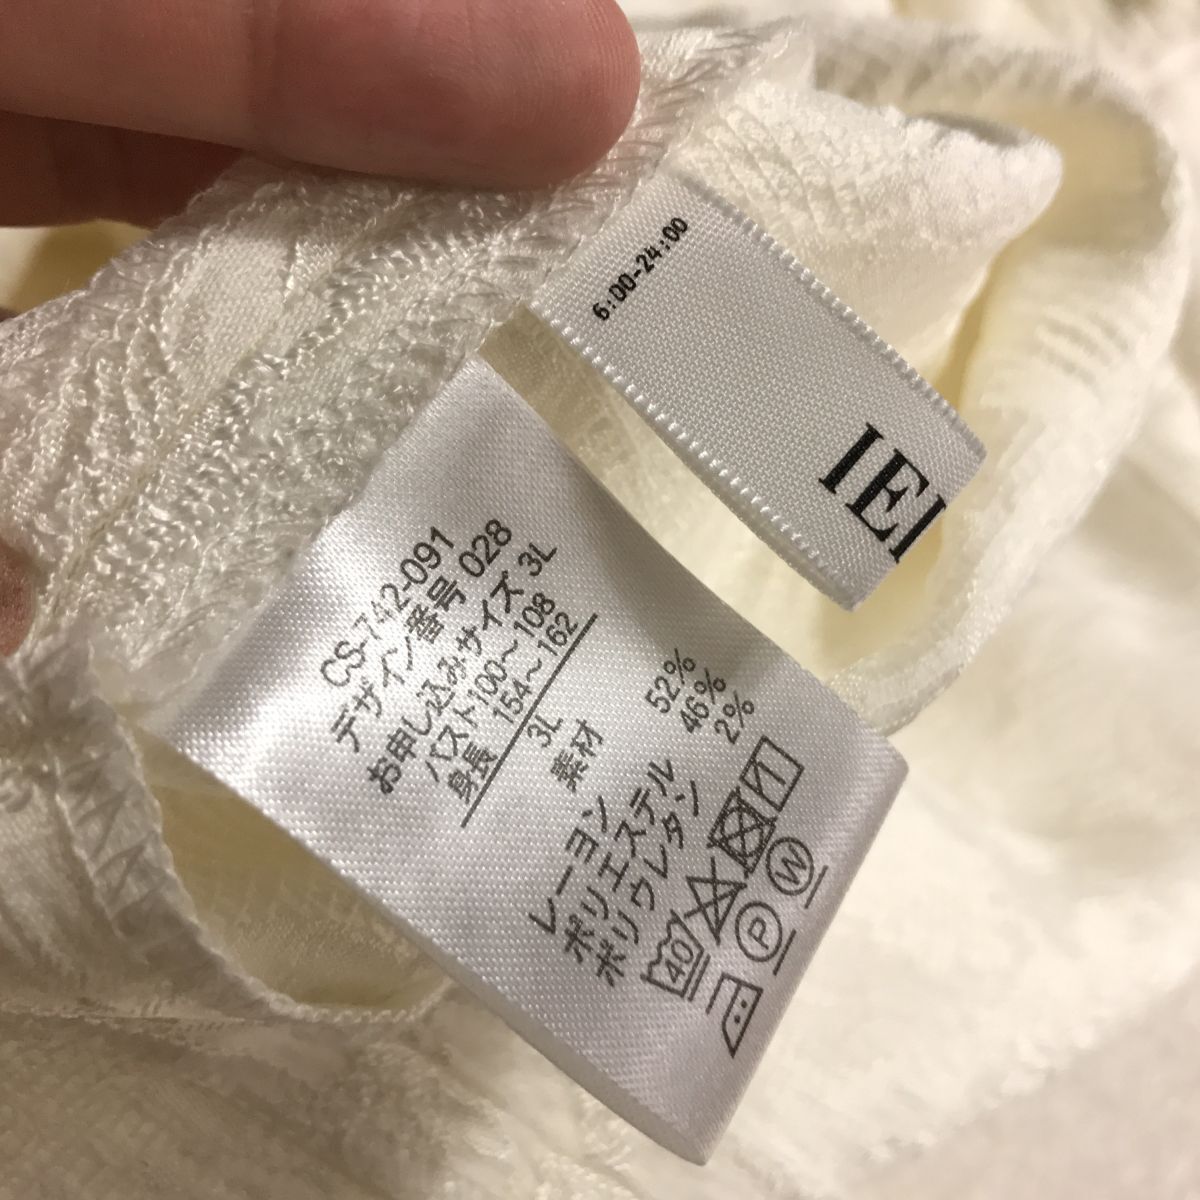 6:00-24:00
IEI
CS-742-091
デザイン番号 028
お申し込みサイズ 3L
バスト100～108
身長 154～162
3L
素材
レーヨン 52%
ポリエステル 46%
ポリウレタン 2%
40
W
P